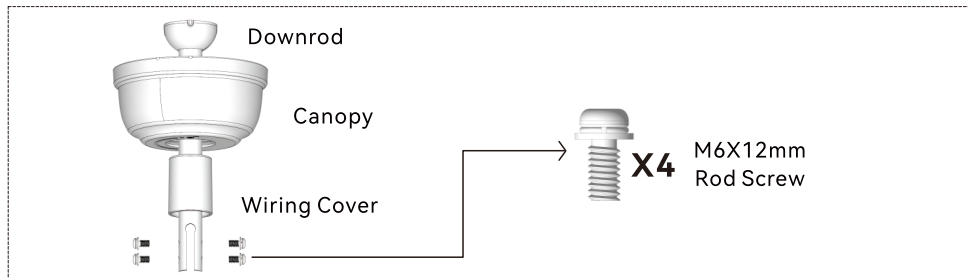 Downrod
Canopy
Wiring Cover
X4
M6X12mm
Rod Screw